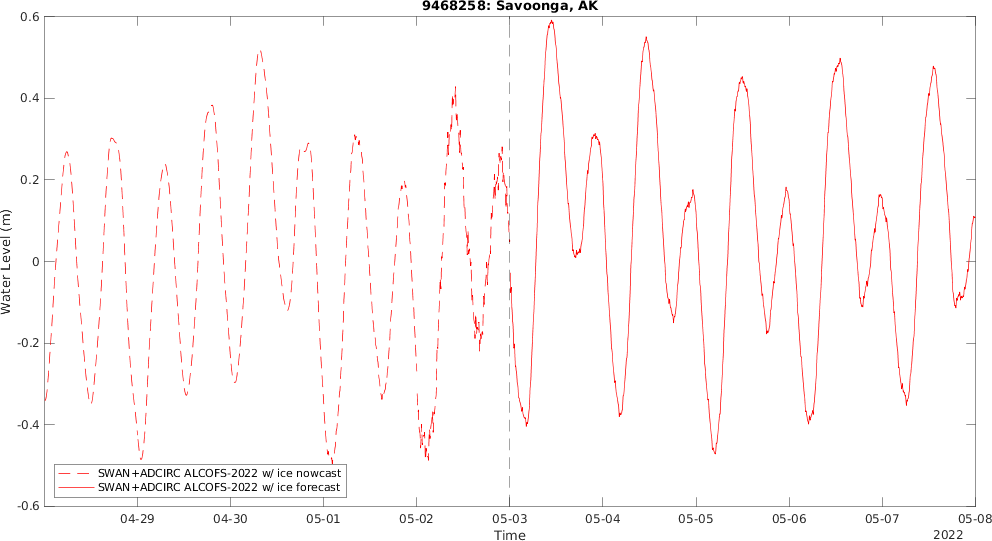 9468258: Savoonga, AK
0.6
0.4
0.2
0
-0.2
-0.4
-0.6
Water Level (m)
SWAN+ADCIRC ALCOFS-2022 w/ ice nowcast
SWAN+ADCIRC ALCOFS-2022 w/ ice forecast
04-29 04-30 05-01 05-02 05-03 05-04 05-05 05-06 05-07 05-08
Time
2022